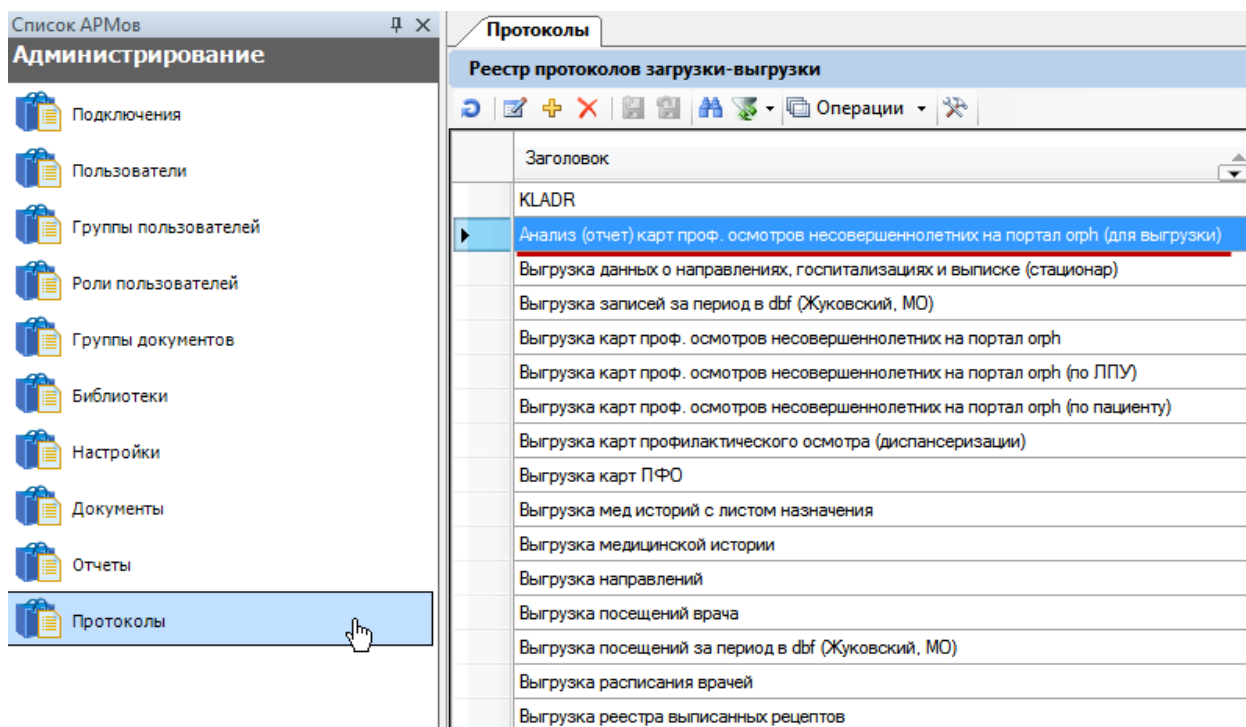 Список АРМов
Администрирование
Подключения
Пользователи
Группы пользователей
Роли пользователей
Группы документов
Библиотеки
Настройки
Документы
Отчеты
Протоколы
Протоколы
Реестр протоколов загрузки-выгрузки
Операции
Заголовок
KLADR
Анализ (отчет) карт проф. осмотров несовершеннолетних на портал orph (для выгрузки)
Выгрузка данных о направлениях, госпитализациях и выписке (стационар)
Выгрузка записей за период в dbf (Жуковский, МО)
Выгрузка карт проф. осмотров несовершеннолетних на портал orph
Выгрузка карт проф. осмотров несовершеннолетних на портал orph (по ЛПУ)
Выгрузка карт проф. осмотров несовершеннолетних на портал orph (по пациенту)
Выгрузка карт профилактического осмотра (диспансеризации)
Выгрузка карт ПФО
Выгрузка мед историй с листом назначения
Выгрузка медицинской истории
Выгрузка направлений
Выгрузка посещений врача
Выгрузка посещений за период в dbf (Жуковский, МО)
Выгрузка расписания врачей
Выгрузка реестра выписанных рецептов